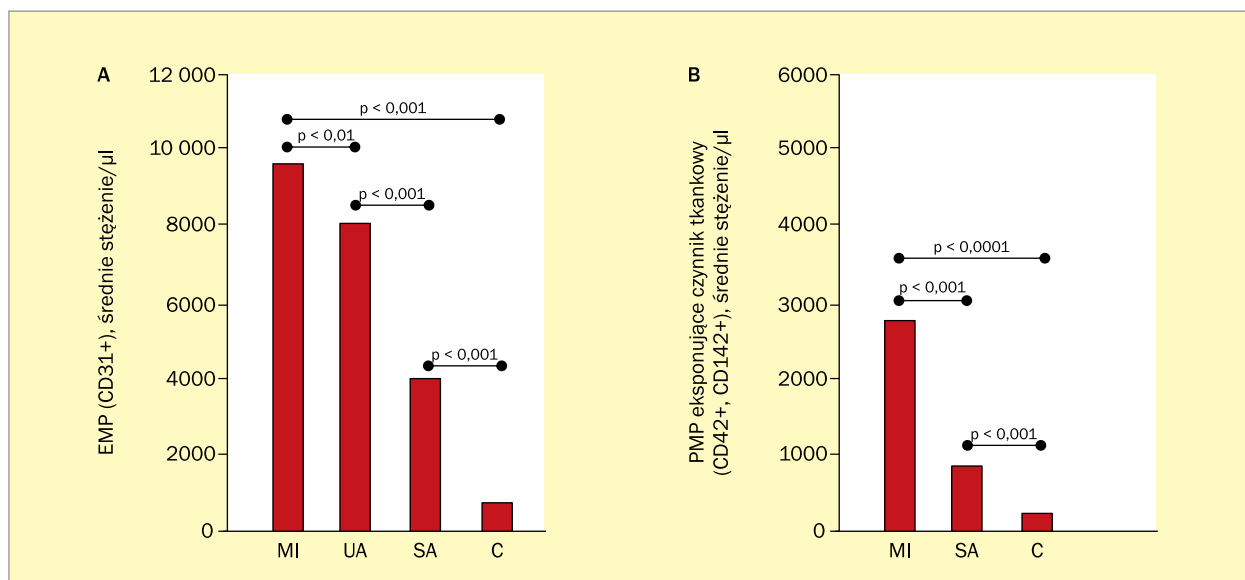 A
EMP (CD31+), średnie stężenie/µl
12 000
10 000
8000
6000
4000
2000
0
p < 0,001
p < 0,01
p < 0,001
p < 0,001
MI UA SA C
B
PMP eksponujące czynnik tkankowy
(CD42+, CD142+), średnie stężenie/µl
6000
5000
4000
3000
2000
1000
0
p < 0,0001
p < 0,001
p < 0,001
MI SA C